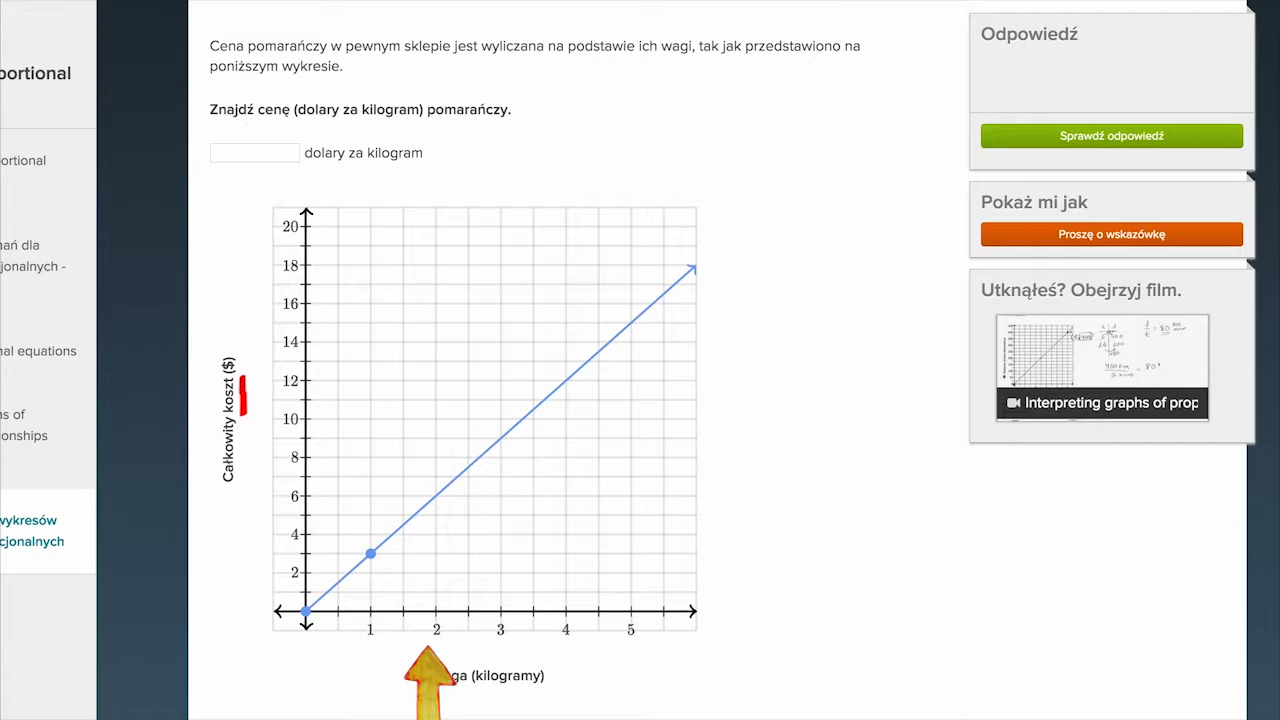 portional
ortional
nań dla
jonalnych -
nal equations
ns of
onships
wykresów
cjonalnych
Cena pomarańczy w pewnym sklepie jest wyliczana na podstawie ich wagi, tak jak przedstawiono na
poniższym wykresie.
Znajdź cenę (dolary za kilogram) pomarańczy.
dolary za kilogram
Całkowity koszt ($)
20
18
16
14
12
10
8
6
4
2
1 2 3 4 5
ga (kilogramy)
Odpowiedź
Sprawdź odpowiedź
Pokaż mi jak
Proszę o wskazówkę
Utknąłeś? Obejrzyj film.
Interpreting graphs of prop